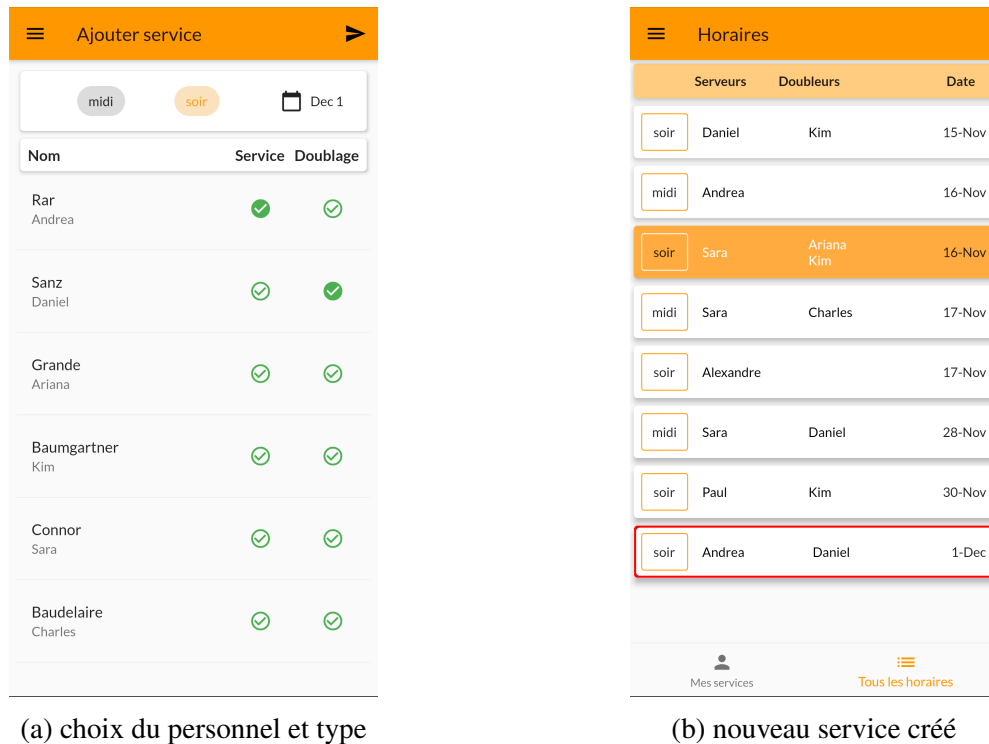 Ajouter service
midi soir Dec 1
Nom Service Doublage
Rar
Andrea
Sanz
Daniel
Grande
Ariana
Baumgartner
Kim
Connor
Sara
Baudelaire
Charles
(a) choix du personnel et type
Horaires
Serveurs Doubleurs Date
soir Daniel Kim 15-Nov
midi Andrea 16-Nov
soir Sara Ariana 16-Nov
Kim
midi Sara Charles 17-Nov
soir Alexandre 17-Nov
midi Sara Daniel 28-Nov
soir Paul Kim 30-Nov
soir Andrea Daniel 1-Dec
Mes services Tous les horaires
(b) nouveau service créé